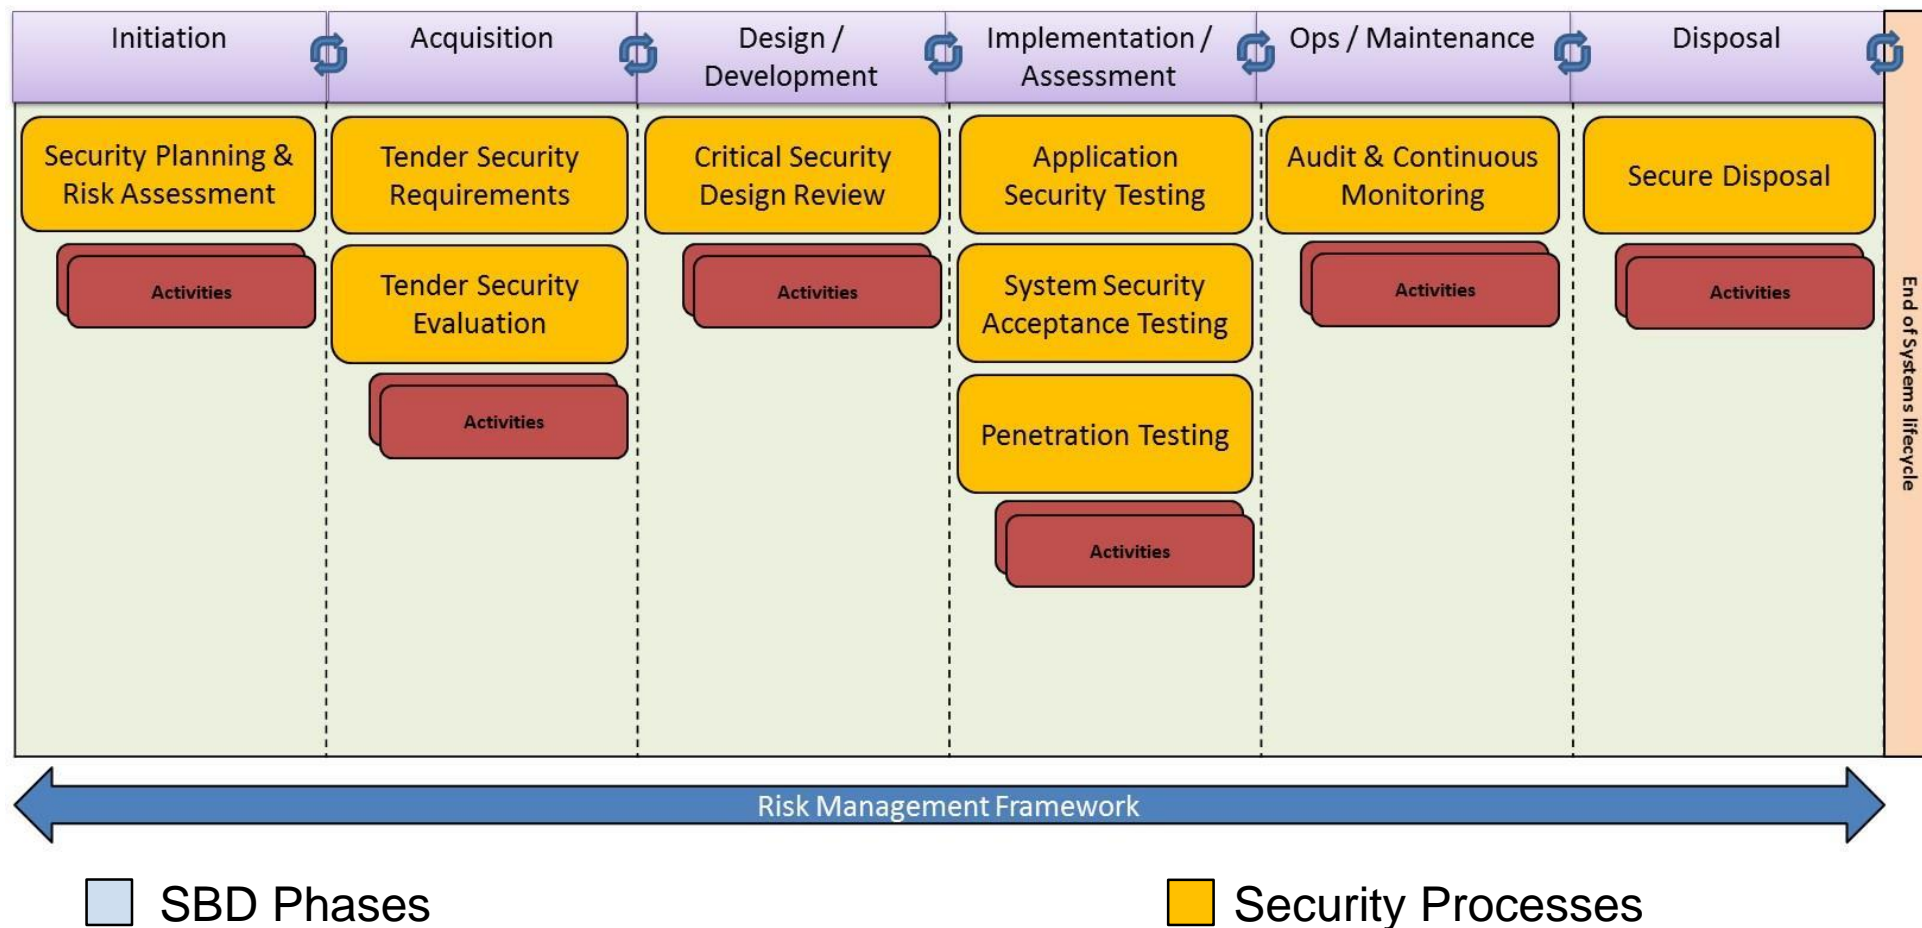 Initiation
Acquisition
Design /
Development
Implementation /
Assessment
Ops / Maintenance
Disposal
Security Planning &
Risk Assessment
Activities
Tender Security
Requirements
Tender Security
Evaluation
Activities
Critical Security
Design Review
Activities
Application
Security Testing
System Security
Acceptance Testing
Penetration Testing
Activities
Audit & Continuous
Monitoring
Activities
Secure Disposal
Activities
End of Systems lifecycle
Risk Management Framework
SBD Phases
Security Processes